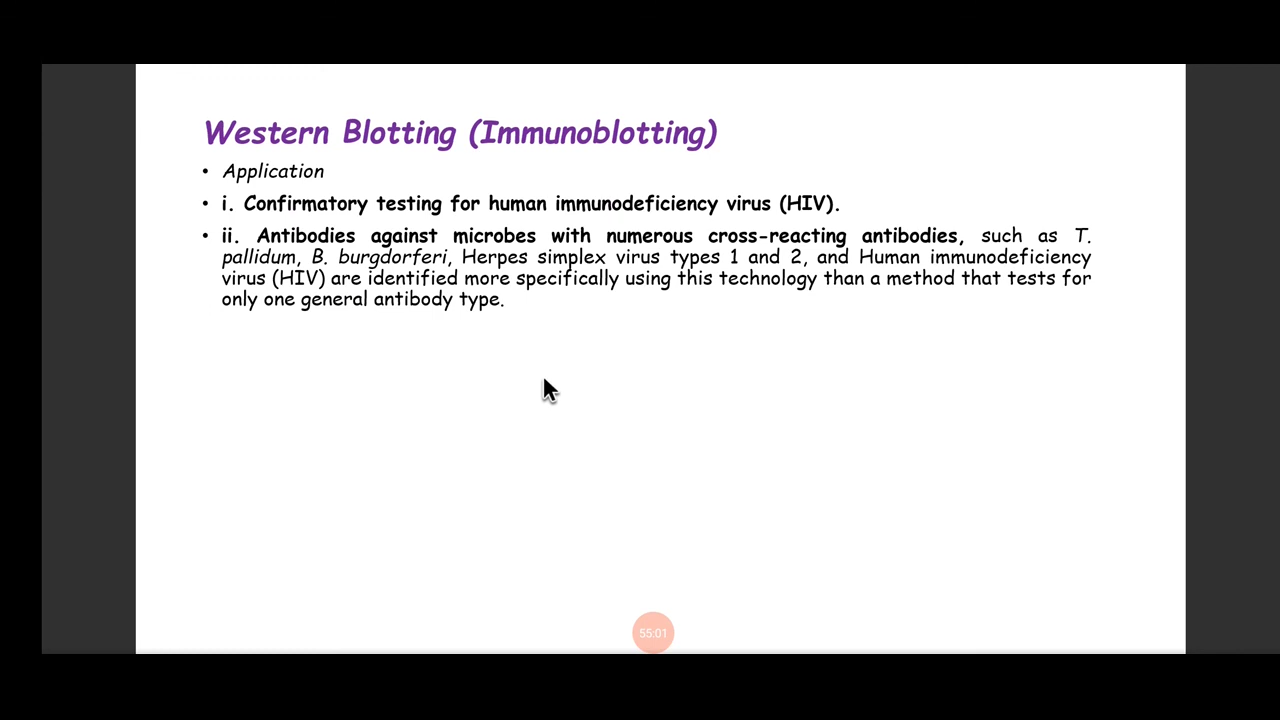 Western Blotting (Immunoblotting)
• Application
• i. Confirmatory testing for human immunodeficiency virus (HIV).
• ii. Antibodies against microbes with numerous cross-reacting antibodies, such as T.
pallidum, B. burgdorferi, Herpes simplex virus types 1 and 2, and Human immunodeficiency
virus (HIV) are identified more specifically using this technology than a method that tests for
only one general antibody type.
55:01